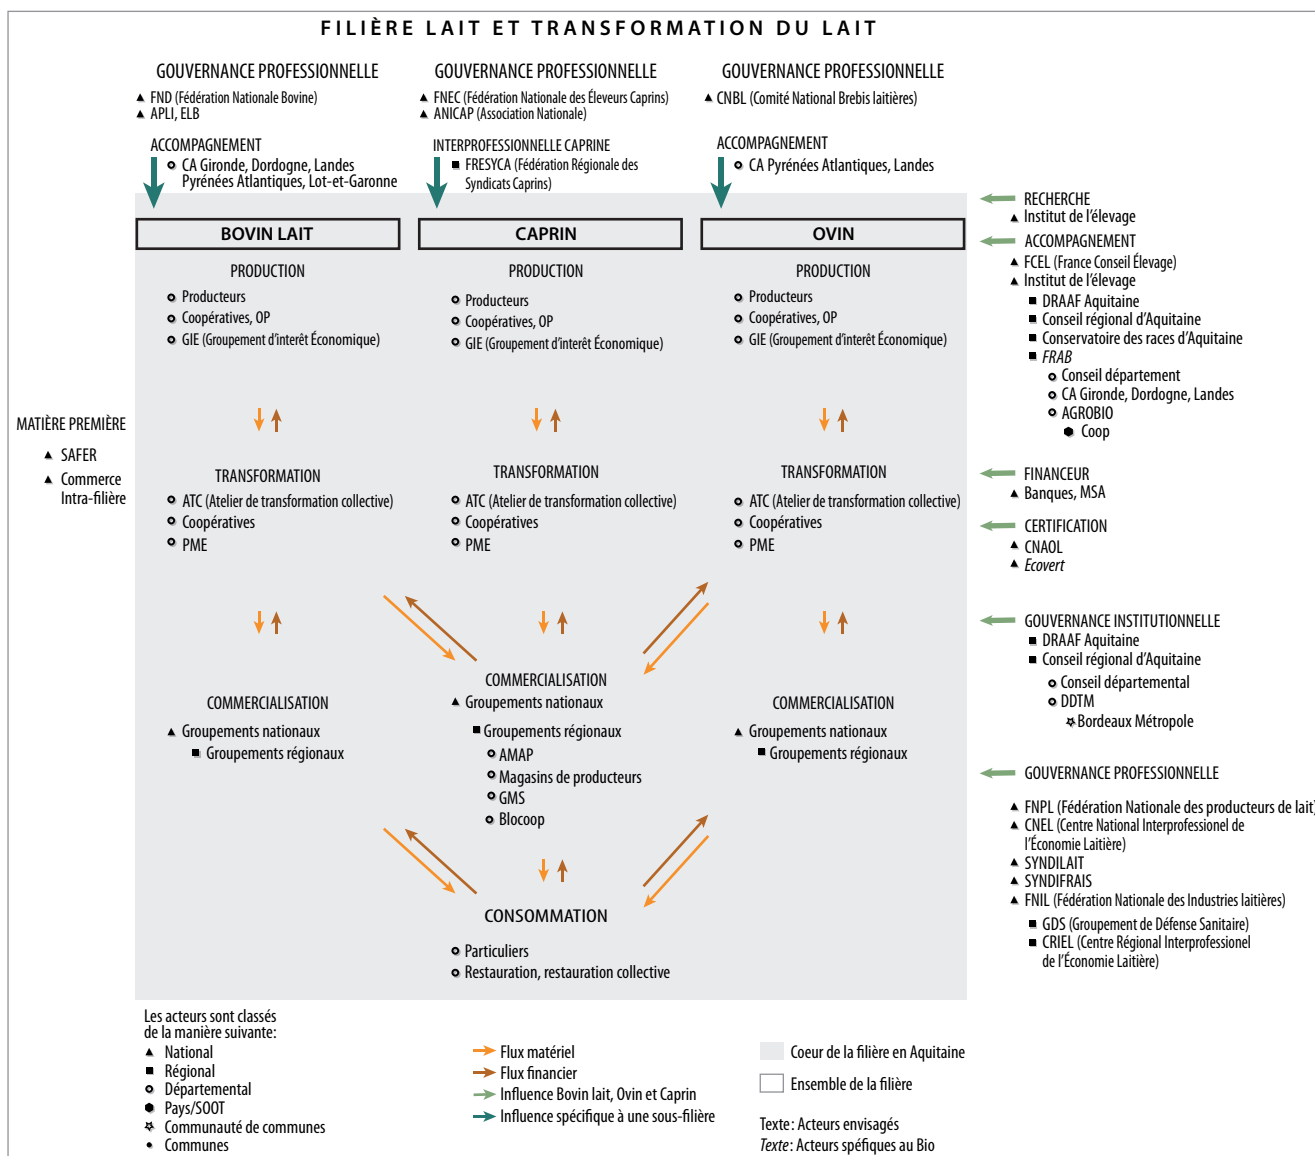 FILIÈRE LAIT ET TRANSFORMATION DU LAIT
GOUVERNANCE PROFESSIONNELLE
FND (Fédération Nationale Bovine)
APLI, ELB
ACCOMPAGNEMENT
CA Gironde, Dordogne, Landes
Pyrénées Atlantiques, Lot-et-Garonne
GOUVERNANCE PROFESSIONNELLE
FNEC (Fédération Nationale des Éleveurs Caprins)
ANICAP (Association Nationale)
INTERPROFESSIONNELLE CAPRINE
FRESYCA (Fédération Régionale des
Syndicats Caprins)
GOUVERNANCE PROFESSIONNELLE
CNBL (Comité National Brebis laitières)
ACCOMPAGNEMENT
CA Pyrénées Atlantiques, Landes
MATIÈRE PREMIÈRE
SAFER
Commerce
Intra-filière
BOVIN LAIT
PRODUCTION
Producteurs
Coopératives, OP
GIE (Groupement d'interêt Économique)
TRANSFORMATION
ATC (Atelier de transformation collective)
Coopératives
PME
COMMERCIALISATION
Groupements nationaux
Groupements régionaux
CAPRIN
PRODUCTION
Producteurs
Coopératives, OP
GIE (Groupement d'interêt Économique)
TRANSFORMATION
ATC (Atelier de transformation collective)
Coopératives
PME
COMMERCIALISATION
Groupements nationaux
Groupements régionaux
AMAP
Magasins de producteurs
GMS
Blocoop
CONSOMMATION
Particuliers
Restauration, restauration collective
OVIN
PRODUCTION
Producteurs
Coopératives, OP
GIE (Groupement d'interêt Économique)
TRANSFORMATION
ATC (Atelier de transformation collective)
Coopératives
PME
COMMERCIALISATION
Groupements nationaux
Groupements régionaux
RECHERCHE
Institut de l'élevage
ACCOMPAGNEMENT
FCEL (France Conseil Élevage)
Institut de l'élevage
DRAAF Aquitaine
Conseil régional d'Aquitaine
Conservatoire des races d'Aquitaine
FRAB
Conseil département
CA Gironde, Dordogne, Landes
AGROBIO
Coop
FINANCEUR
Banques, MSA
CERTIFICATION
CNAOL
Ecovert
GOUVERNANCE INSTITUTIONNELLE
DRAAF Aquitaine
Conseil régional d'Aquitaine
Conseil départemental
DDTM
Bordeaux Métropole
GOUVERNANCE PROFESSIONNELLE
FNPL (Fédération Nationale des producteurs de lait)
CNEL (Centre National Interprofessionel de
l'Économie Laitière)
SYNDILAIT
SYNDIFRAIS
FNIL (Fédération Nationale des Industries laitières)
GDS (Groupement de Défense Sanitaire)
CRIEL (Centre Régional Interprofessionel
de l'Économie Laitière)
Les acteurs sont classés
de la manière suivante:
National
Régional
Départemental
Pays/SOOT
Communauté de communes
Communes
Flux matériel
Flux financier
Influence Bovin lait, Ovin et Caprin
Influence spécifique à une sous-filière
Coeur de la filière en Aquitaine
Ensemble de la filière
Texte: Acteurs envisagés
Texte: Acteurs spéfiques au Bio